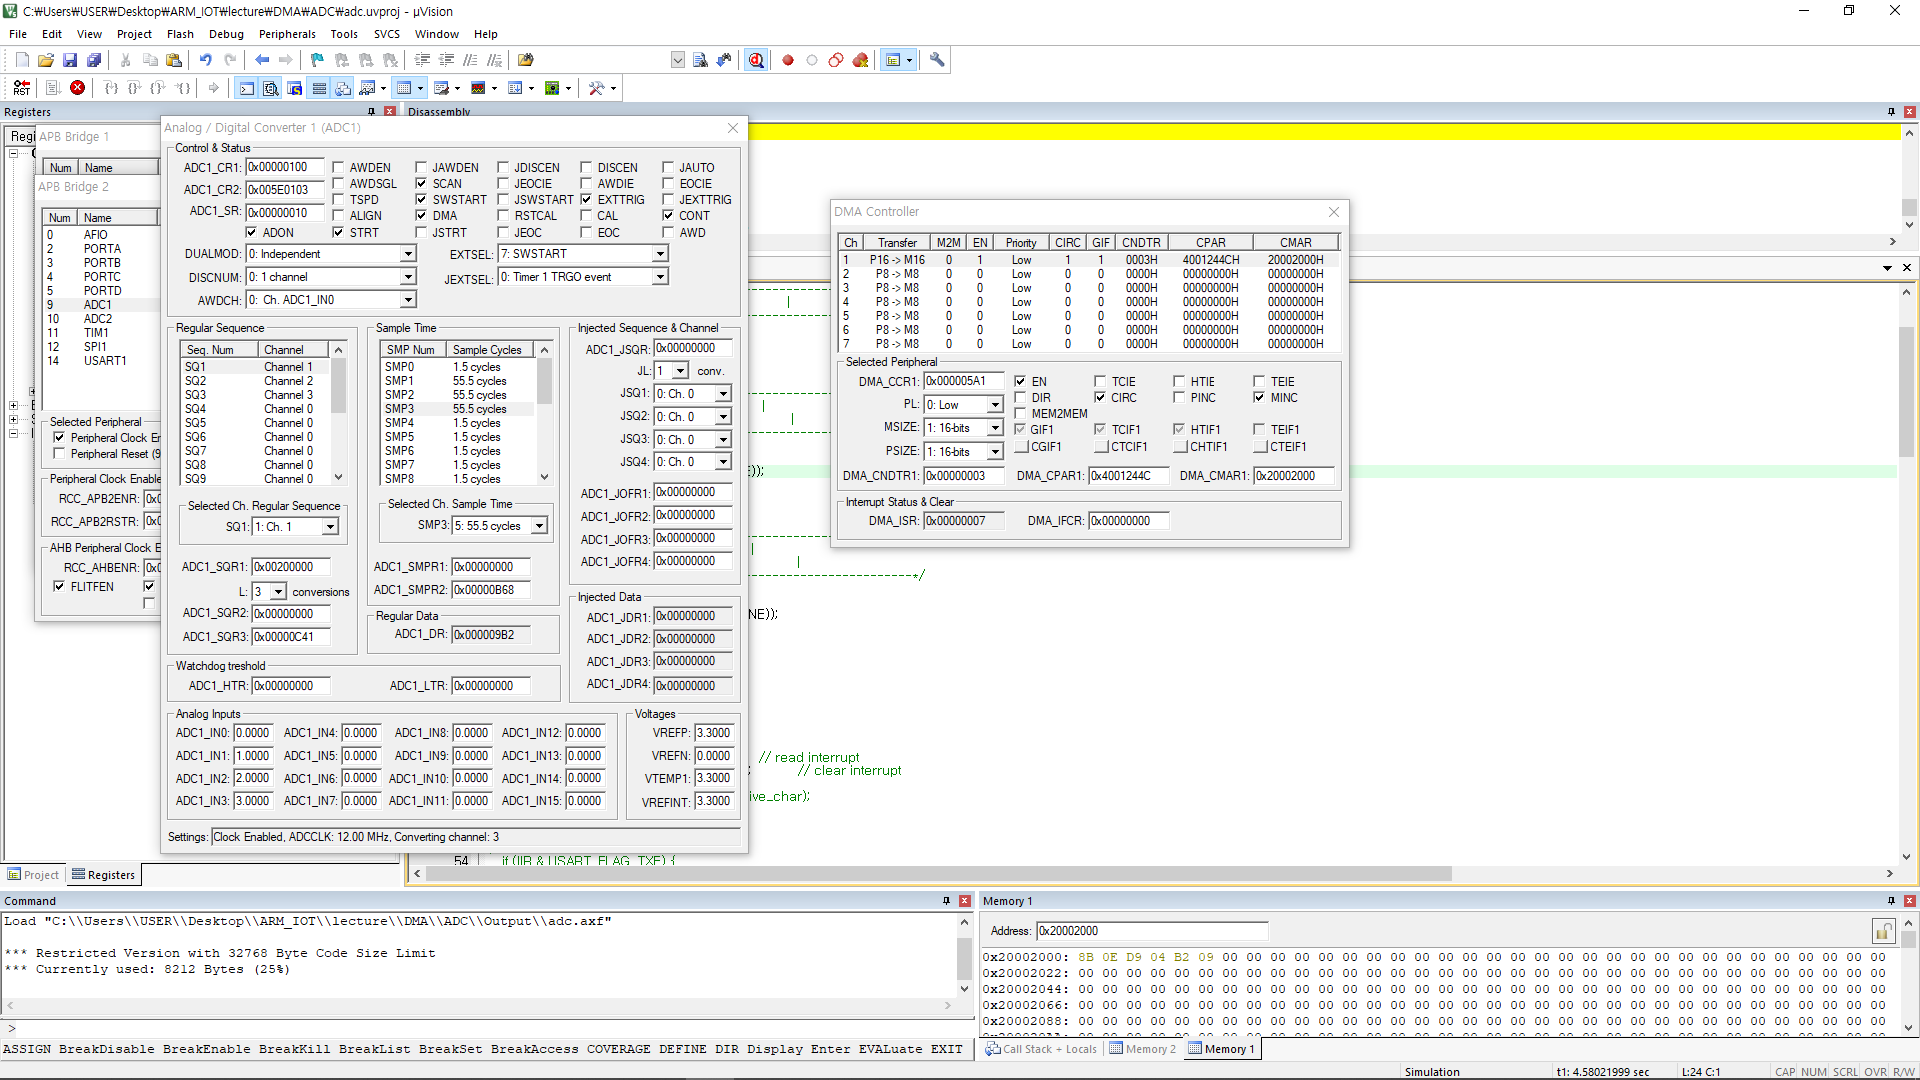 C:₩Users₩USER₩Desktop₩ARM_IOT₩lecture₩DMA₩ADC₩adc.uvproj - µVision
File Edit View Project Flash Debug Peripherals Tools SVCS Window Help
Registers
Disassembly
APB Bridge 1
Num Name
APB Bridge 2
Num Name
0 AFIO
2 PORTA
3 PORTB
4 PORTC
5 PORTD
9 ADC1
10 ADC2
11 TIM1
12 SPI1
14 USART1
Selected Peripheral
Peripheral Clock En
Peripheral Reset (9
Peripheral Clock Enable
RCC_APB2ENR: 0x0
RCC_APB2RSTR: 0x0
AHB Peripheral Clock E
RCC_AHBENR: 0x0
FLITFEN
Analog / Digital Converter 1 (ADC1)
Control & Status
ADC1_CR1: 0x00000100 AWDEN JAWDEN JDISCEN DISCEN JAUTO
AWDSGL SCAN JEOCIE AWDIE EOCIE
ADC1_CR2: 0x005E0103 TSPD SWSTART JSWSTART EXTTRIG JEXTTRIG
ADC1_SR: 0x00000010 ALIGN DMA RSTCAL CAL CONT
ADON STRT JSTRT JEOC EOC AWD
DUALMOD: 0: Independent EXTSEL: 7: SWSTART
DISCNUM: 0: 1 channel JEXTSEL: 0: Timer 1 TRGO event
AWDCH: 0: Ch. ADC1_IN0
Regular Sequence
Seq. Num Channel
SQ1 Channel 1
SQ2 Channel 2
SQ3 Channel 3
SQ4 Channel 0
SQ5 Channel 0
SQ6 Channel 0
SQ7 Channel 0
SQ8 Channel 0
SQ9 Channel 0
Selected Ch. Regular Sequence
SQ1: 1: Ch. 1
ADC1_SQR1: 0x00200000
L: 3 conversions
ADC1_SQR2: 0x00000000
ADC1_SQR3: 0x00000C41
Sample Time
SMP Num Sample Cycles
SMP0 1.5 cycles
SMP1 55.5 cycles
SMP2 55.5 cycles
SMP3 55.5 cycles
SMP4 1.5 cycles
SMP5 1.5 cycles
SMP6 1.5 cycles
SMP7 1.5 cycles
SMP8 1.5 cycles
Selected Ch. Sample Time
SMP3: 5: 55.5 cycles
ADC1_SMPR1: 0x00000000
ADC1_SMPR2: 0x00000B68
Regular Data
ADC1_DR: 0x000009B2
Injected Sequence & Channel
ADC1_JSQR: 0x00000000
JL: 1 conv.
JSQ1: 0: Ch. 0
JSQ2: 0: Ch. 0
JSQ3: 0: Ch. 0
JSQ4: 0: Ch. 0
ADC1_JOFR1: 0x00000000
ADC1_JOFR2: 0x00000000
ADC1_JOFR3: 0x00000000
ADC1_JOFR4: 0x00000000
Injected Data
ADC1_JDR1: 0x00000000
ADC1_JDR2: 0x00000000
ADC1_JDR3: 0x00000000
ADC1_JDR4: 0x00000000
Watchdog treshold
ADC1_HTR: 0x00000000 ADC1_LTR: 0x00000000
Analog Inputs
ADC1_IN0: 0.0000 ADC1_IN4: 0.0000 ADC1_IN8: 0.0000 ADC1_IN12: 0.0000
ADC1_IN1: 1.0000 ADC1_IN5: 0.0000 ADC1_IN9: 0.0000 ADC1_IN13: 0.0000
ADC1_IN2: 2.0000 ADC1_IN6: 0.0000 ADC1_IN10: 0.0000 ADC1_IN14: 0.0000
ADC1_IN3: 3.0000 ADC1_IN7: 0.0000 ADC1_IN11: 0.0000 ADC1_IN15: 0.0000
Voltages
VREFP: 3.3000
VREFN: 0.0000
VTEMP1: 3.3000
VREFINT: 3.3000
Settings: Clock Enabled, ADCCLK: 12.00 MHz, Converting channel: 3
DMA Controller
Ch Transfer M2M EN Priority CIRC GIF CNDTR CPAR CMAR
1 P16 -> M16 0 1 Low 1 1 0003H 4001244CH 20002000H
2 P8 -> M8 0 0 Low 0 0 0000H 00000000H 00000000H
3 P8 -> M8 0 0 Low 0 0 0000H 00000000H 00000000H
4 P8 -> M8 0 0 Low 0 0 0000H 00000000H 00000000H
5 P8 -> M8 0 0 Low 0 0 0000H 00000000H 00000000H
6 P8 -> M8 0 0 Low 0 0 0000H 00000000H 00000000H
7 P8 -> M8 0 0 Low 0 0 0000H 00000000H 00000000H
Selected Peripheral
DMA_CCR1: 0x000005A1 EN TCIE HTIE TEIE
PL: 0: Low DIR CIRC PINC MINC
MEM2MEM
MSIZE: 1: 16-bits GIF1 TCIF1 HTIF1 TEIF1
PSIZE: 1: 16-bits CGIF1 CTCIF1 CHTIF1 CTEIF1
DMA_CNDTR1: 0x00000003 DMA_CPAR1: 0x4001244C DMA_CMAR1: 0x20002000
Interrupt Status & Clear
DMA_ISR: 0x00000007 DMA_IFCR: 0x00000000
E));
*/
NE));
// read interrupt
; // clear interrupt
ive_char);
54 if (IIR & USART_FLAG_TXE) {
Project Registers
Command
Load "C:\\Users\\USER\\Desktop\\ARM_IOT\\lecture\\DMA\\ADC\\Output\\adc.axf"
*** Restricted Version with 32768 Byte Code Size Limit
*** Currently used: 8212 Bytes (25%)
>
ASSIGN BreakDisable BreakEnable BreakKill BreakList BreakSet BreakAccess COVERAGE DEFINE DIR Display Enter EVALuate EXIT
Memory 1
Address: 0x20002000
0x20002000: 8B 0E D9 04 B2 09 00 00 00 00 00 00 00 00 00 00 00 00 00 00 00 00 00 00 00 00 00 00 00 00 00 00 00 00
0x20002022: 00 00 00 00 00 00 00 00 00 00 00 00 00 00 00 00 00 00 00 00 00 00 00 00 00 00 00 00 00 00 00 00 00 00
0x20002044: 00 00 00 00 00 00 00 00 00 00 00 00 00 00 00 00 00 00 00 00 00 00 00 00 00 00 00 00 00 00 00 00 00 00
0x20002066: 00 00 00 00 00 00 00 00 00 00 00 00 00 00 00 00 00 00 00 00 00 00 00 00 00 00 00 00 00 00 00 00 00 00
0x20002088: 00 00 00 00 00 00 00 00 00 00 00 00 00 00 00 00 00 00 00 00 00 00 00 00 00 00 00 00 00 00 00 00 00 00
Call Stack + Locals Memory 2 Memory 1
Simulation t1: 4.58021999 sec L:24 C:1 CAP NUM SCRL OVR R/W